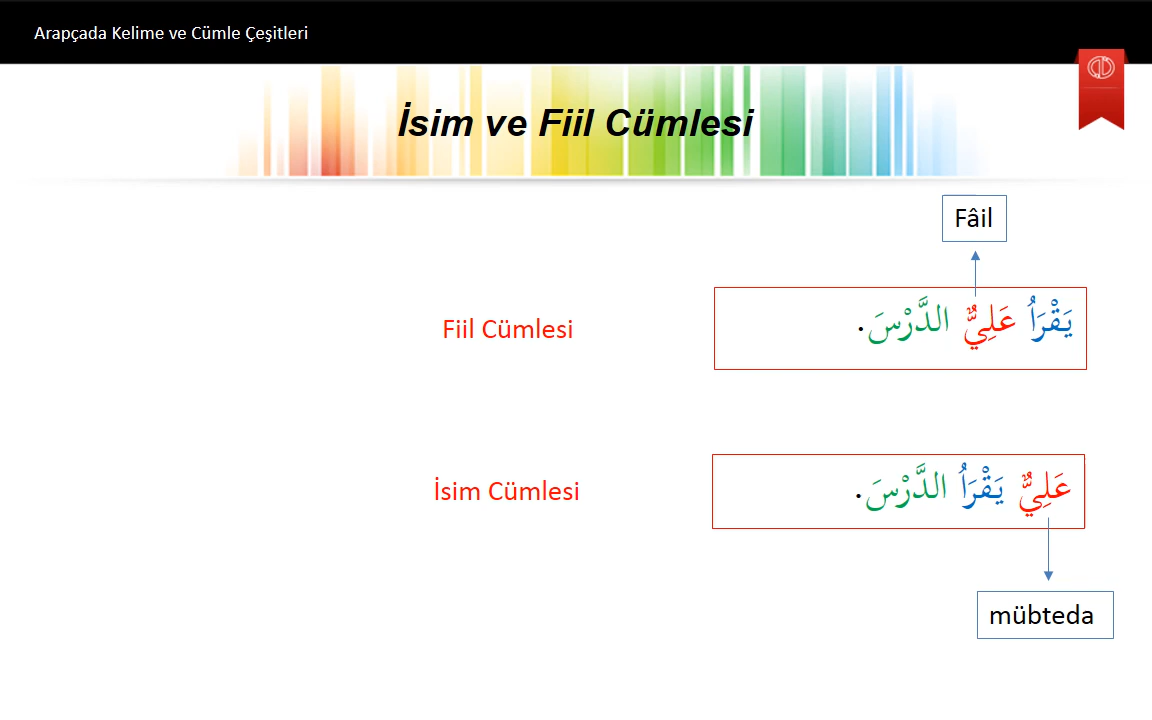 Arapçada Kelime ve Cümle Çeşitleri
İsim ve Fiil Cümlesi
Fâil
Fiil Cümlesi
يَقْرَاُ عَلِيٌّ الدَّرْسَ.
İsim Cümlesi
عَلِيٌّ يَقْرَاُ الدَّرْسَ.
mübteda